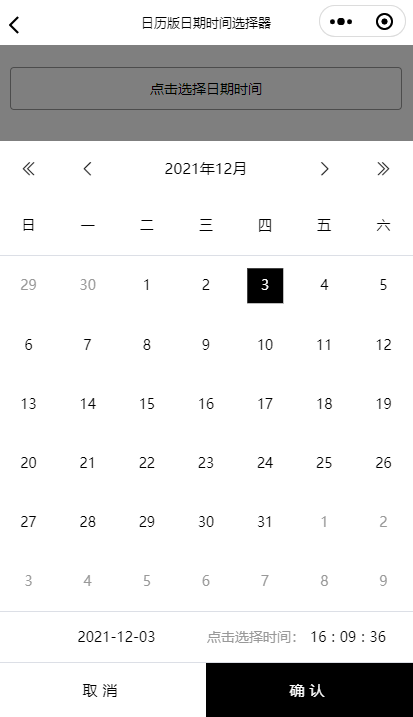 日历版日期时间选择器
点击选择日期时间
2021年12月
日 一 二 三 四 五 六
29 30 1 2 3 4 5
6 7 8 9 10 11 12
13 14 15 16 17 18 19
20 21 22 23 24 25 26
27 28 29 30 31 1 2
3 4 5 6 7 8 9
2021-12-03 点击选择时间： 16 : 09 : 36
取 消 确 认